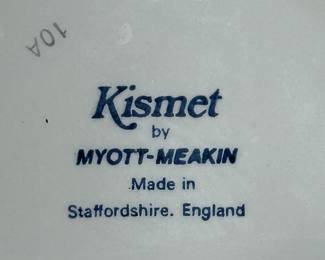 10A
Kismet
by
MYOTT-MEAKIN
Made in
Staffordshire. England